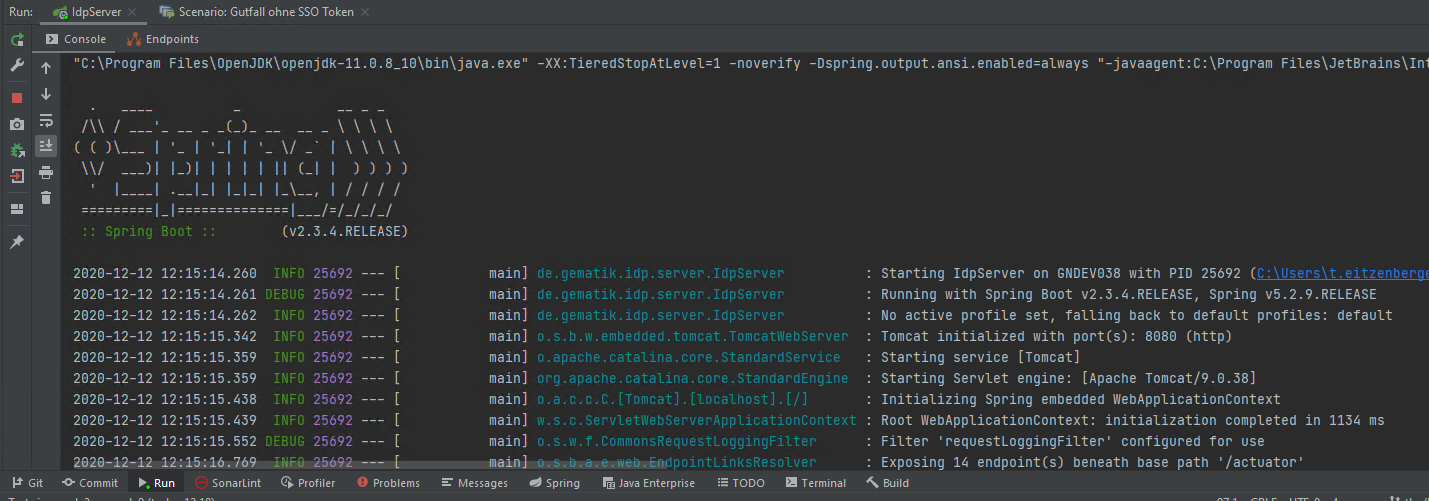 Run: IdpServer × Scenario: Gutfall ohne SSO Token ×
Console Endpoints
"C:\Program Files\OpenJDK\openjdk-11.0.8_10\bin\java.exe" -XX:TieredStopAtLevel=1 -noverify -Dspring.output.ansi.enabled=always "-javaagent:C:\Program Files\JetBrains\Int
  .   ____          _            __ _ _
 /\\ / ___'_ __ _ _(_)_ __  __ _ \ \ \ \
( ( )\___ | '_ | '_| | '_ \/ _` | \ \ \ \
 \\/  ___)| |_)| | | | | || (_| |  ) ) ) )
  '  |____| .__|_| |_|_| |_\__, | / / / /
 =========|_|==============|___/=/_/_/_/
 :: Spring Boot ::        (v2.3.4.RELEASE)
2020-12-12 12:15:14.260  INFO 25692 --- [           main] de.gematik.idp.server.IdpServer          : Starting IdpServer on GNDEV038 with PID 25692 (C:\Users\t.eitzenberge
2020-12-12 12:15:14.261 DEBUG 25692 --- [           main] de.gematik.idp.server.IdpServer          : Running with Spring Boot v2.3.4.RELEASE, Spring v5.2.9.RELEASE
2020-12-12 12:15:14.262  INFO 25692 --- [           main] de.gematik.idp.server.IdpServer          : No active profile set, falling back to default profiles: default
2020-12-12 12:15:15.342  INFO 25692 --- [           main] o.s.b.w.embedded.tomcat.TomcatWebServer  : Tomcat initialized with port(s): 8080 (http)
2020-12-12 12:15:15.359  INFO 25692 --- [           main] o.apache.catalina.core.StandardService   : Starting service [Tomcat]
2020-12-12 12:15:15.359  INFO 25692 --- [           main] org.apache.catalina.core.StandardEngine  : Starting Servlet engine: [Apache Tomcat/9.0.38]
2020-12-12 12:15:15.438  INFO 25692 --- [           main] o.a.c.c.C.[Tomcat].[localhost].[/]       : Initializing Spring embedded WebApplicationContext
2020-12-12 12:15:15.439  INFO 25692 --- [           main] w.s.c.ServletWebServerApplicationContext : Root WebApplicationContext: initialization completed in 1134 ms
2020-12-12 12:15:15.552 DEBUG 25692 --- [           main] o.s.w.f.CommonsRequestLoggingFilter      : Filter 'requestLoggingFilter' configured for use
2020-12-12 12:15:16.769  INFO 25692 --- [           main] o.s.b.a.e.web.EndpointLinksResolver      : Exposing 14 endpoint(s) beneath base path '/actuator'
Git Commit Run SonarLint Profiler Problems Messages Spring Java Enterprise TODO Terminal Build